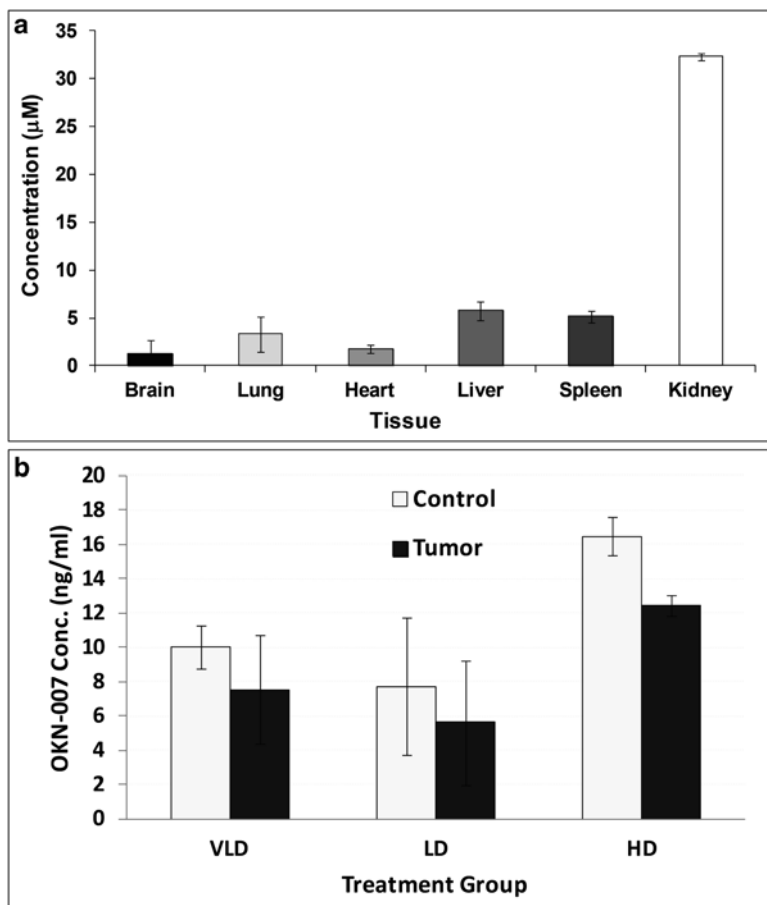 a
Concentration (µM)
35
30
25
20
15
10
5
0
Brain Lung Heart Liver Spleen Kidney
Tissue
b
OKN-007 Conc. (ng/ml)
20
18
16
14
12
10
8
6
4
2
0
Control
Tumor
VLD LD HD
Treatment Group